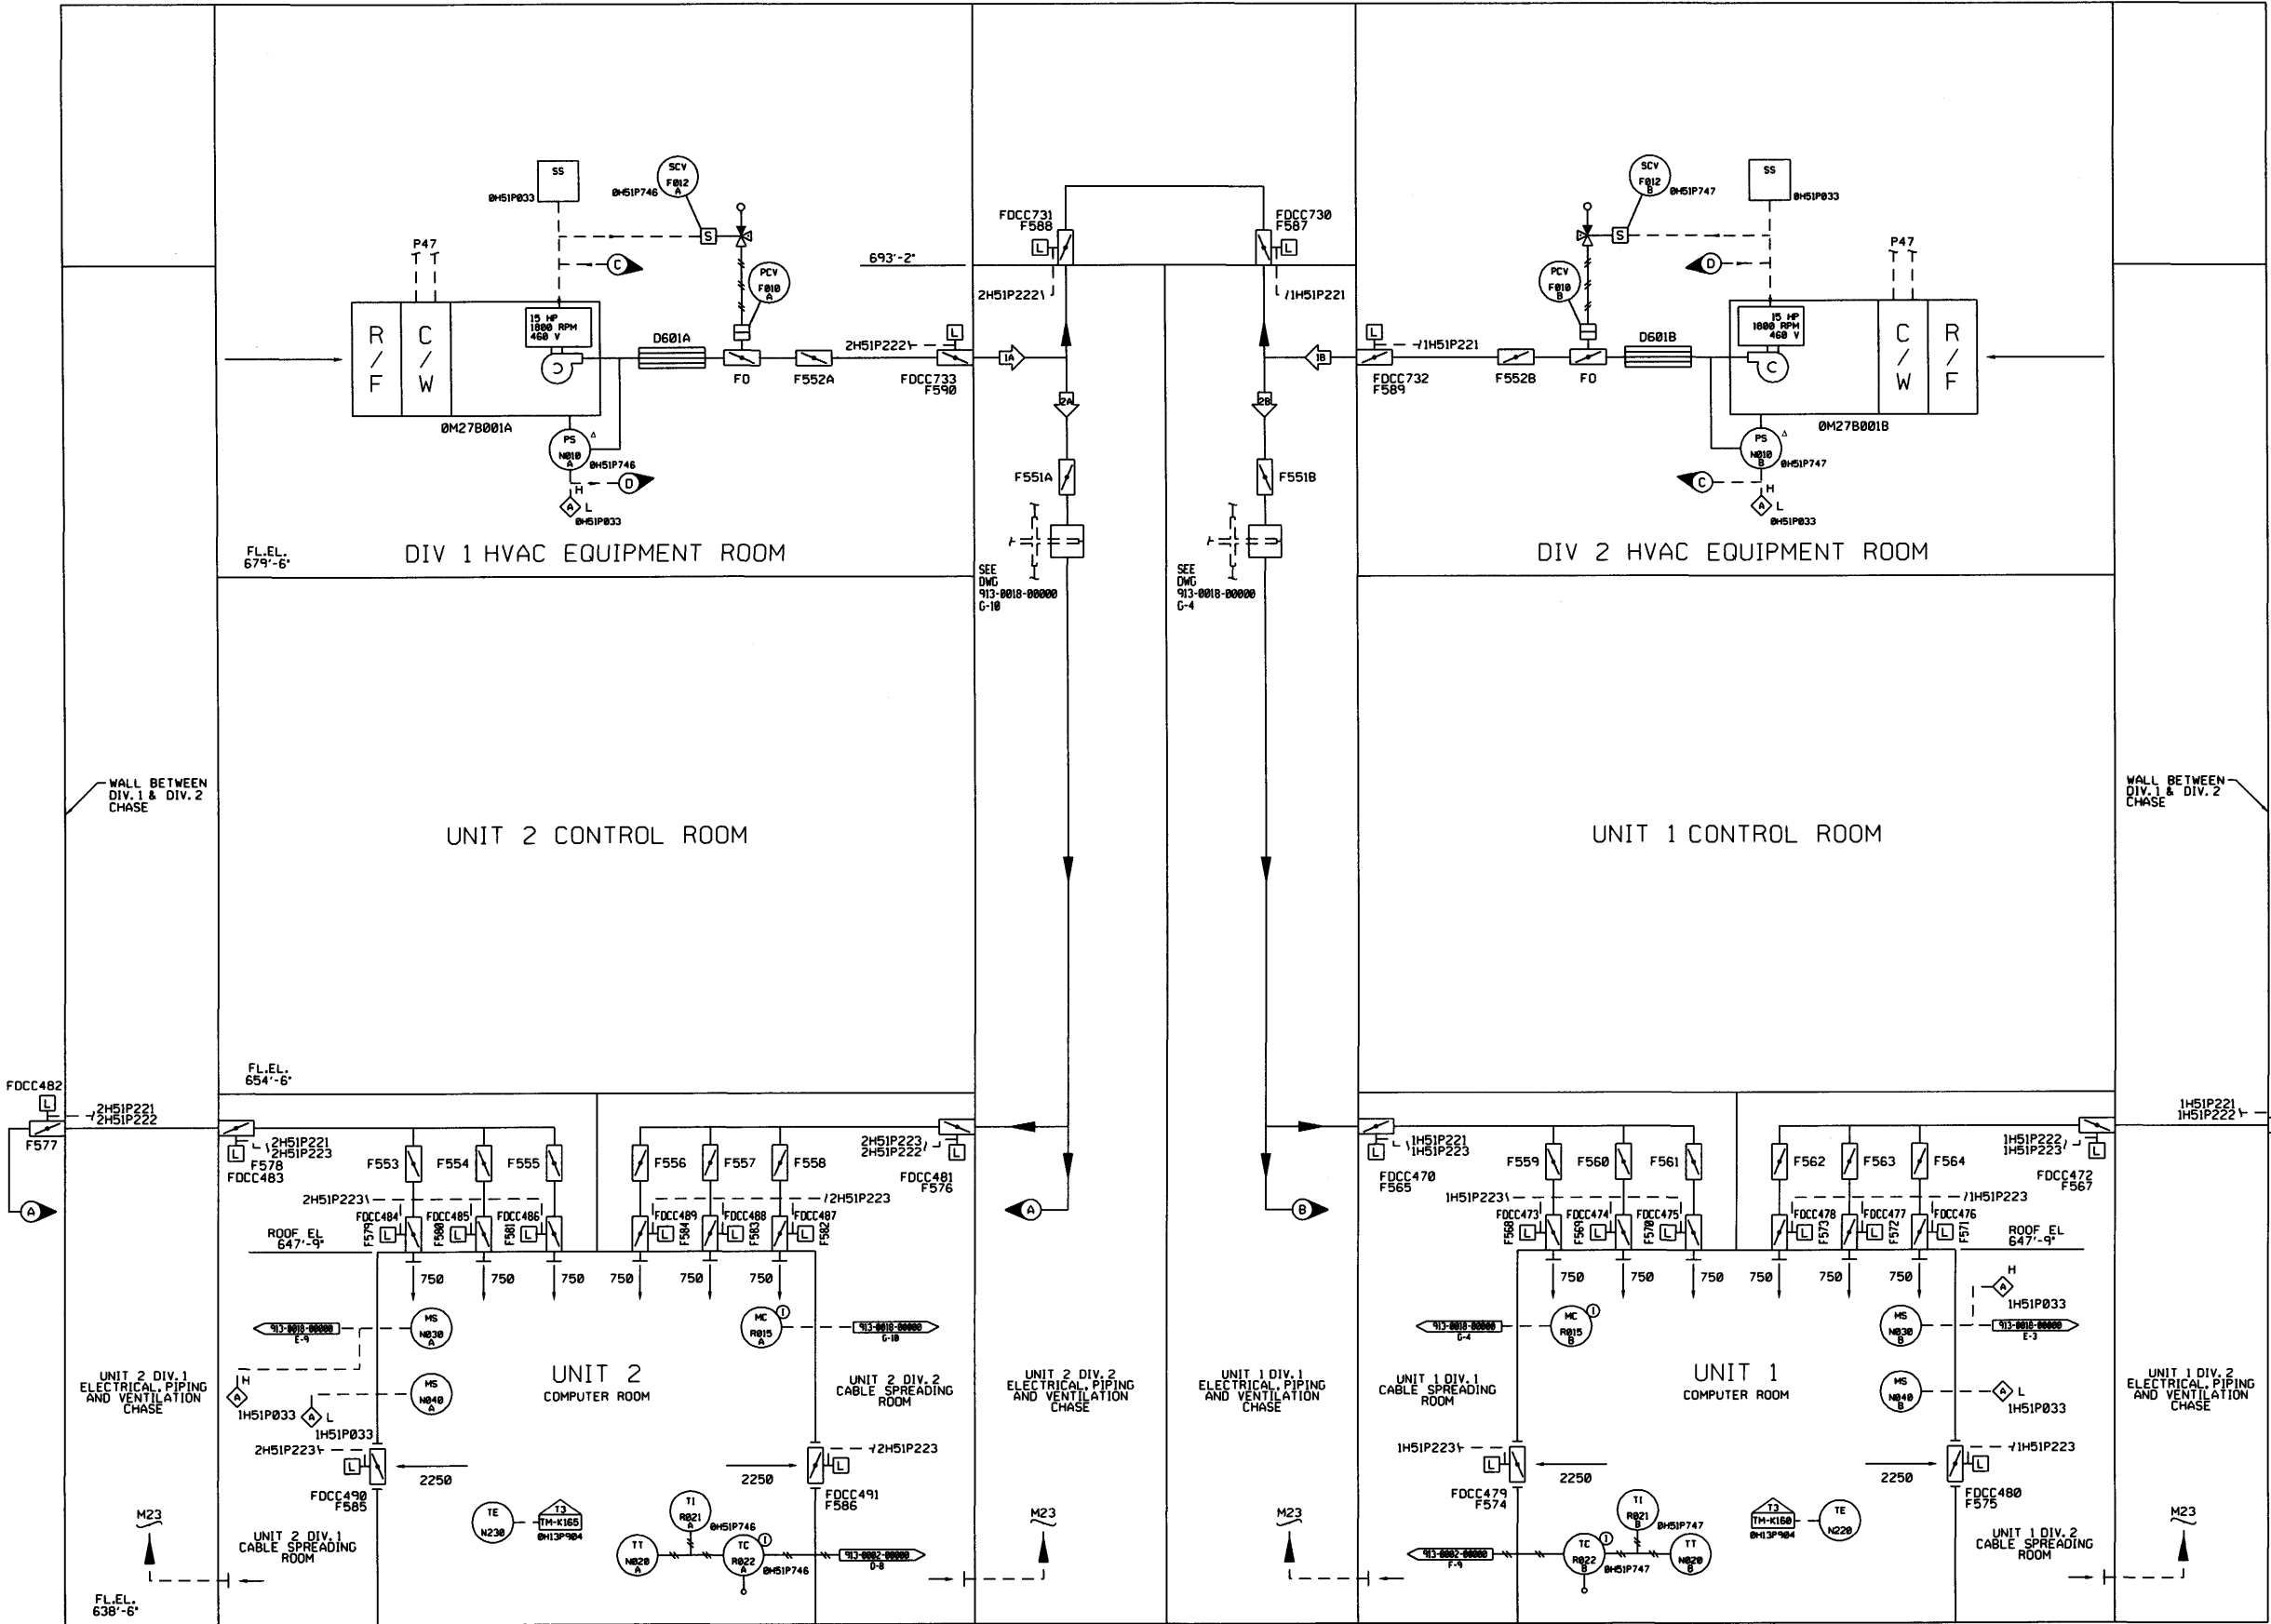 SS
0H51P033
SCV
F012
A
0H51P746
S
P47
C
PCV
F010
A
R
/
F
C
/
W
15 HP
1800 RPM
460 V
D601A
FO
F552A
2H51P222
L
FDCC733
F590
0M27B001A
PS
N010
A
0H51P746
H
D
A
L
0H51P033
DIV 1 HVAC EQUIPMENT ROOM
FL.EL.
679'-6"
693'-2"
FDCC731
F588
L
2H51P222
FDCC730
F587
L
1H51P221
1A
2A
1B
2B
F551A
F551B
SEE
DWG
913-0018-00000
G-10
SEE
DWG
913-0018-00000
G-4
SCV
F012
B
0H51P747
S
SS
0H51P033
P47
D
PCV
F010
B
15 HP
1800 RPM
460 V
C
/
W
R
/
F
L
1H51P221
FDCC732
F589
F552B
FO
D601B
C
0M27B001B
PS
N010
B
0H51P747
C
H
A
L
0H51P033
DIV 2 HVAC EQUIPMENT ROOM
WALL BETWEEN
DIV.1 & DIV.2
CHASE
UNIT 2 CONTROL ROOM
UNIT 1 CONTROL ROOM
WALL BETWEEN
DIV.1 & DIV.2
CHASE
FL.EL.
654'-6"
FDCC482
L
2H51P221
2H51P222
F577
A
L
2H51P221
2H51P223
F578
FDCC483
F553
F554
F555
F556
F557
F558
2H51P223
2H51P222
L
FDCC481
F576
2H51P223
2H51P223
FDCC484
L
F579
FDCC485
L
F580
FDCC486
L
F581
FDCC489
L
F584
FDCC488
L
F583
FDCC487
L
F582
ROOF EL
647'-9"
750
750
750
750
750
750
A
B
L
1H51P221
1H51P223
FDCC470
F565
F559
F560
F561
F562
F563
F564
1H51P222
1H51P223
L
FDCC472
F567
1H51P221
1H51P222
1H51P223
1H51P223
FDCC473
L
F568
FDCC474
L
F569
FDCC475
L
F570
FDCC478
L
F573
FDCC477
L
F572
FDCC476
L
F571
ROOF EL
647'-9"
750
750
750
750
750
750
913-0018-00000
E-9
MS
N030
A
MC
R015
A
1
913-0018-00000
G-10
H
A
1H51P033
MS
N040
A
A
L
1H51P033
UNIT 2
COMPUTER ROOM
UNIT 2 DIV.1
ELECTRICAL, PIPING
AND VENTILATION
CHASE
UNIT 2 DIV.2
CABLE SPREADING
ROOM
UNIT 2 DIV.2
ELECTRICAL, PIPING
AND VENTILATION
CHASE
UNIT 1 DIV.1
ELECTRICAL, PIPING
AND VENTILATION
CHASE
UNIT 1 DIV.1
CABLE SPREADING
ROOM
913-0018-00000
G-4
MC
R015
B
1
MS
N030
B
H
A
1H51P033
913-0018-00000
E-3
UNIT 1
COMPUTER ROOM
MS
N040
B
A
L
1H51P033
UNIT 1 DIV.2
ELECTRICAL, PIPING
AND VENTILATION
CHASE
2H51P223
L
2250
FDCC490
F585
2250
2H51P223
L
FDCC491
F586
1H51P223
L
2250
FDCC479
F574
2250
1H51P223
L
FDCC480
F575
M23
UNIT 2 DIV.1
CABLE SPREADING
ROOM
TE
N230
T3
TM-K165
0H13P904
TI
R021
A
0H51P746
TT
N020
A
TC
R022
A
1
0H51P746
913-0002-00000
D-8
M23
M23
913-0002-00000
F-9
TC
R022
B
1
0H51P747
TI
R021
B
0H51P747
TT
N020
B
T3
TM-K160
0H13P904
TE
N220
UNIT 1 DIV.2
CABLE SPREADING
ROOM
M23
FL.EL.
638'-6"